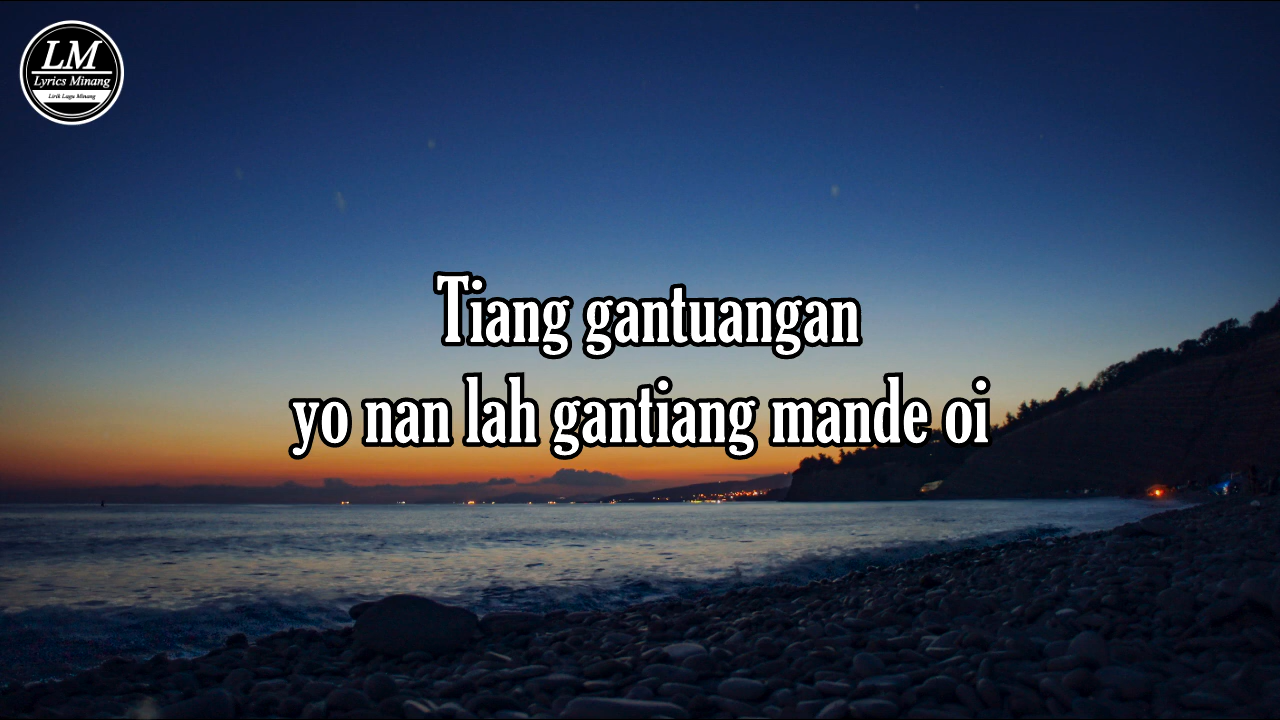 LM
Lyrics Minang
Lirik Lagu Minang
Tiang gantuangan
yo nan lah gantiang mande oi